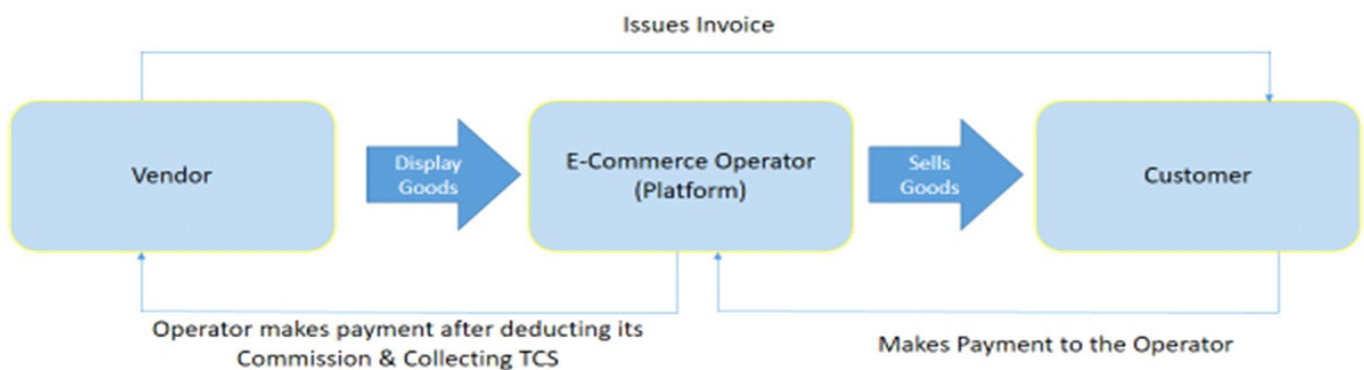 Issues Invoice
Vendor
Display
Goods
E-Commerce Operator
(Platform)
Sells
Goods
Customer
Operator makes payment after deducting its
Commission & Collecting TCS
Makes Payment to the Operator